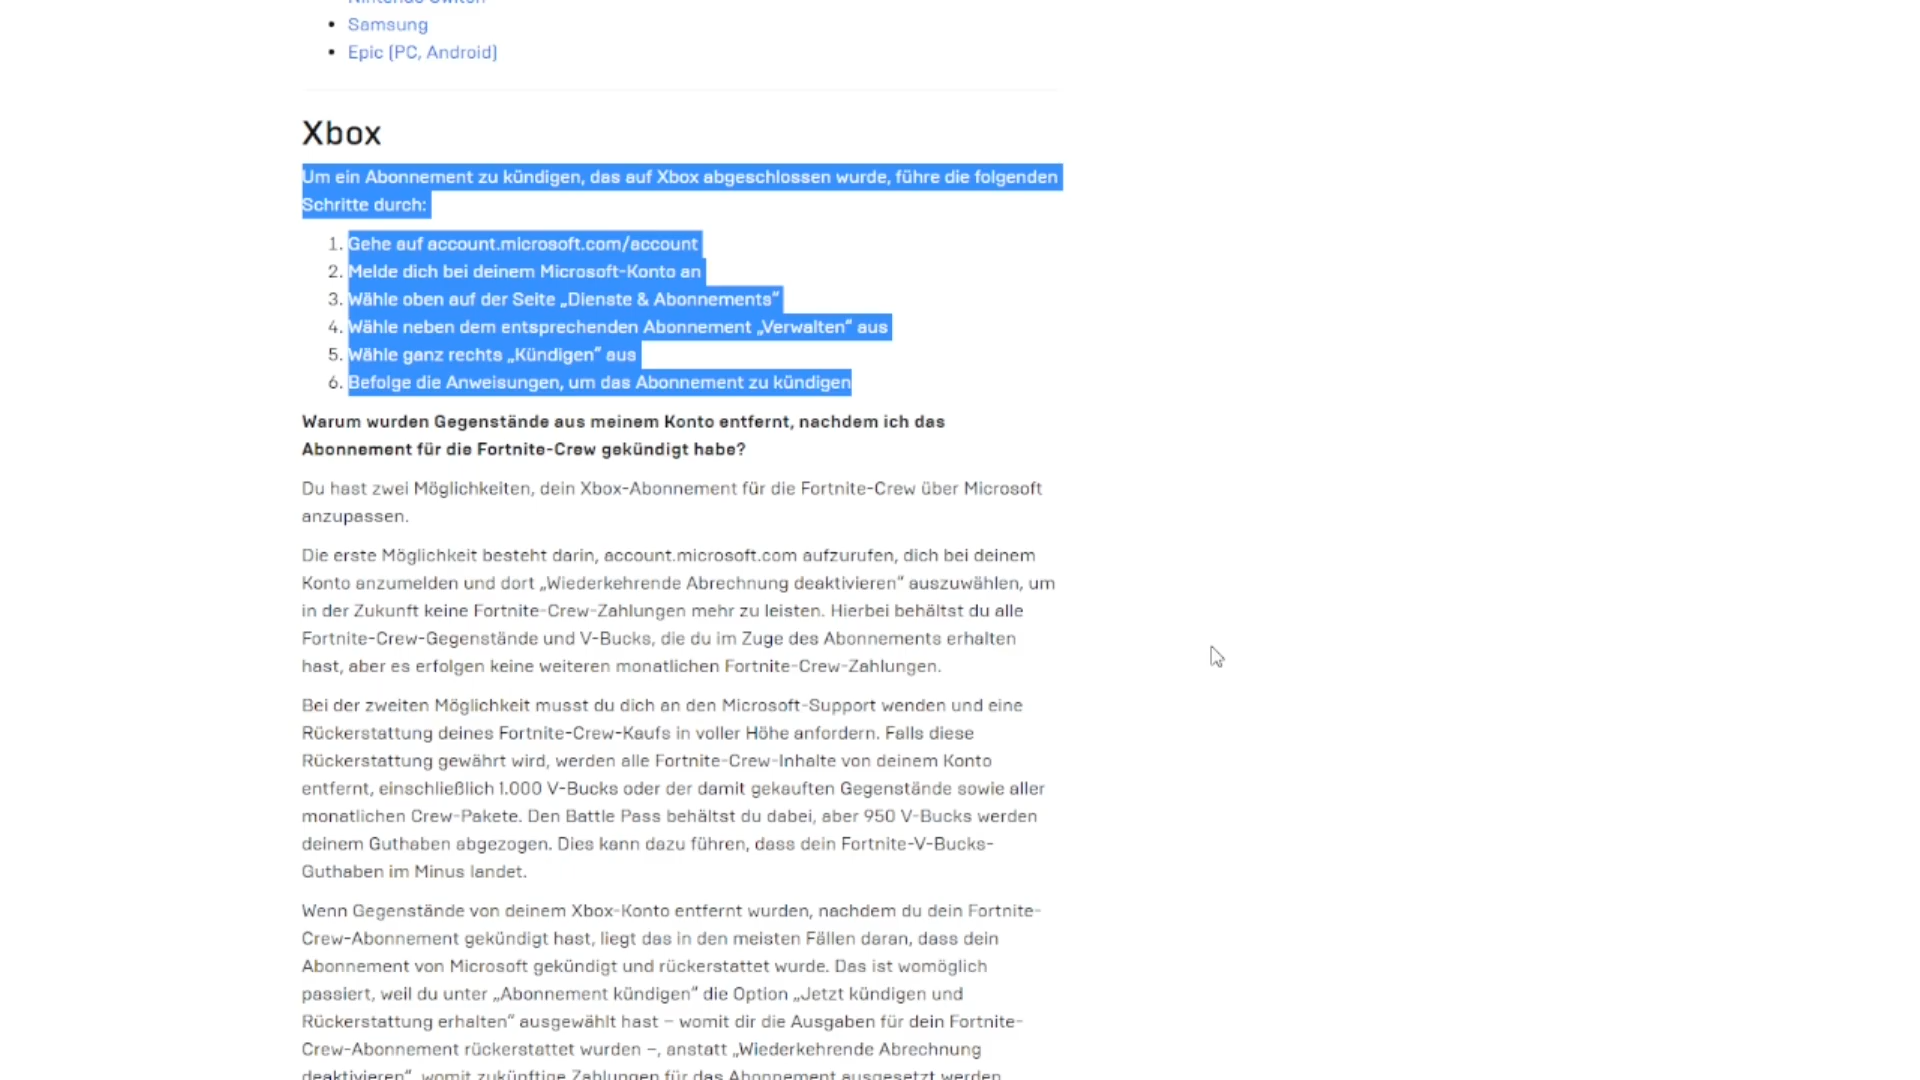 Nintendo Switch
Samsung
Epic (PC, Android)
Xbox
Um ein Abonnement zu kündigen, das auf Xbox abgeschlossen wurde, führe die folgenden
Schritte durch:
1. Gehe auf account.microsoft.com/account
2. Melde dich bei deinem Microsoft-Konto an
3. Wähle oben auf der Seite „Dienste & Abonnements“
4. Wähle neben dem entsprechenden Abonnement „Verwalten“ aus
5. Wähle ganz rechts „Kündigen“ aus
6. Befolge die Anweisungen, um das Abonnement zu kündigen
Warum wurden Gegenstände aus meinem Konto entfernt, nachdem ich das
Abonnement für die Fortnite-Crew gekündigt habe?
Du hast zwei Möglichkeiten, dein Xbox-Abonnement für die Fortnite-Crew über Microsoft
anzupassen.
Die erste Möglichkeit besteht darin, account.microsoft.com aufzurufen, dich bei deinem
Konto anzumelden und dort „Wiederkehrende Abrechnung deaktivieren“ auszuwählen, um
in der Zukunft keine Fortnite-Crew-Zahlungen mehr zu leisten. Hierbei behältst du alle
Fortnite-Crew-Gegenstände und V-Bucks, die du im Zuge des Abonnements erhalten
hast, aber es erfolgen keine weiteren monatlichen Fortnite-Crew-Zahlungen.
Bei der zweiten Möglichkeit musst du dich an den Microsoft-Support wenden und eine
Rückerstattung deines Fortnite-Crew-Kaufs in voller Höhe anfordern. Falls diese
Rückerstattung gewährt wird, werden alle Fortnite-Crew-Inhalte von deinem Konto
entfernt, einschließlich 1.000 V-Bucks oder der damit gekauften Gegenstände sowie aller
monatlichen Crew-Pakete. Den Battle Pass behältst du dabei, aber 950 V-Bucks werden
deinem Guthaben abgezogen. Dies kann dazu führen, dass dein Fortnite-V-Bucks-
Guthaben im Minus landet.
Wenn Gegenstände von deinem Xbox-Konto entfernt wurden, nachdem du dein Fortnite-
Crew-Abonnement gekündigt hast, liegt das in den meisten Fällen daran, dass dein
Abonnement von Microsoft gekündigt und rückerstattet wurde. Das ist womöglich
passiert, weil du unter „Abonnement kündigen“ die Option „Jetzt kündigen und
Rückerstattung erhalten“ ausgewählt hast – womit dir die Ausgaben für dein Fortnite-
Crew-Abonnement rückerstattet wurden –, anstatt „Wiederkehrende Abrechnung
deaktivieren“, womit zukünftige Zahlungen für das Abonnement ausgesetzt werden